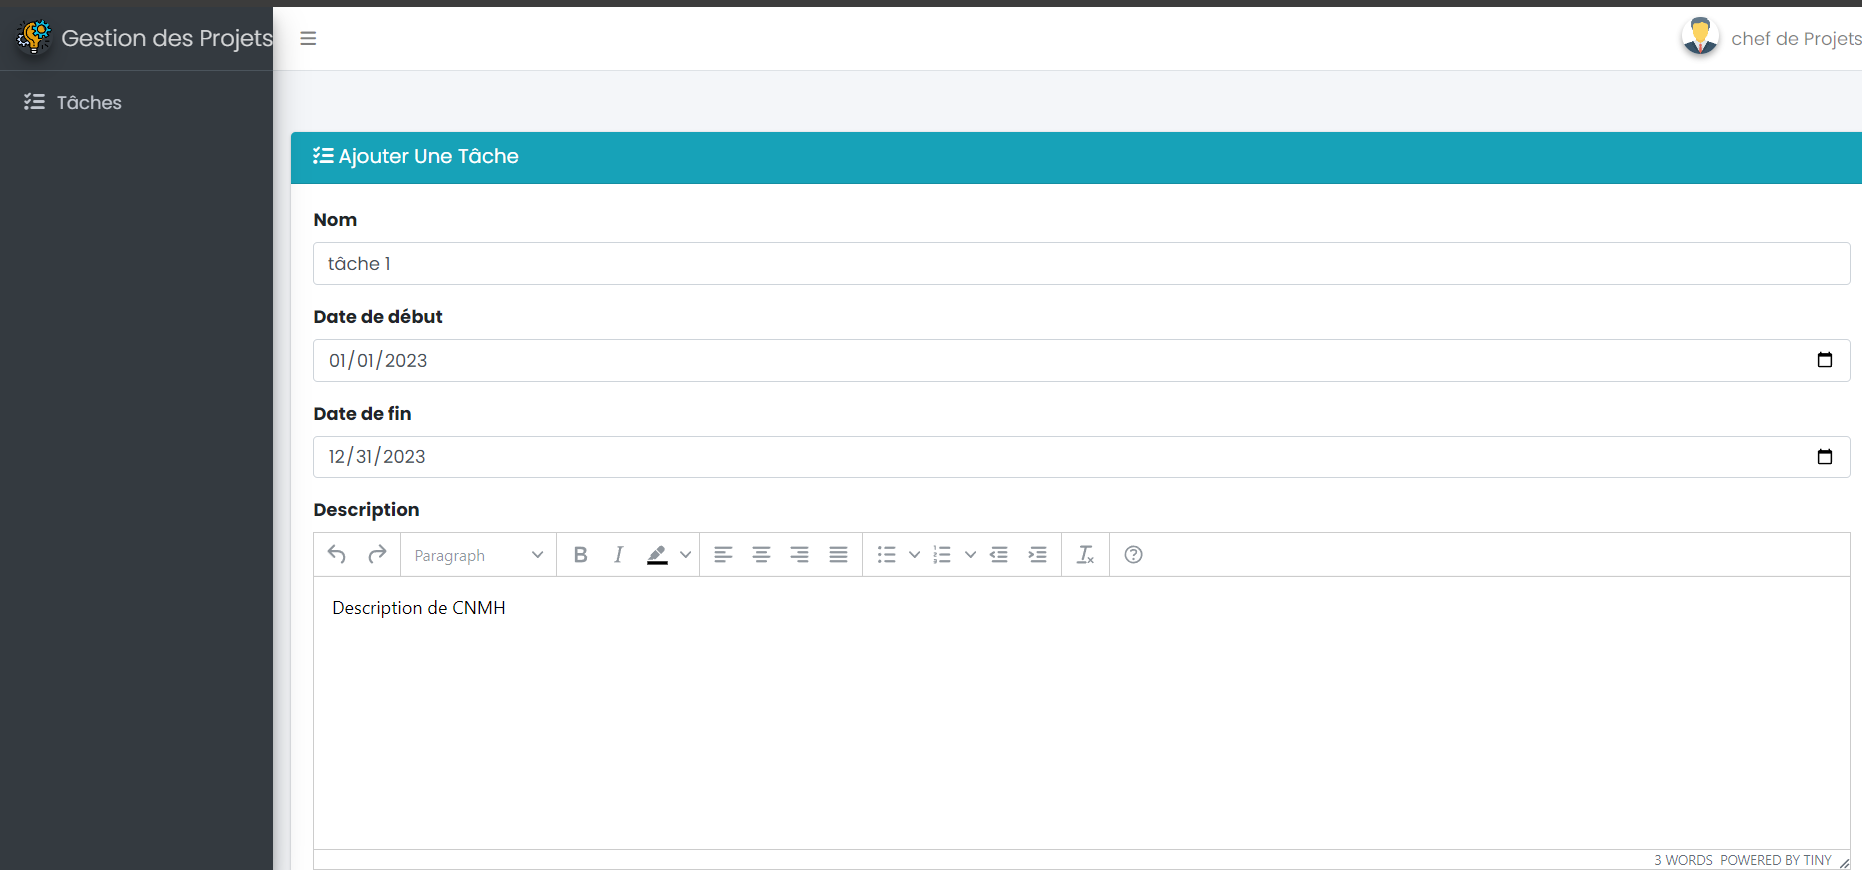 Gestion des Projets
chef de Projets
Tâches
Ajouter Une Tâche
Nom
tâche 1
Date de début
01/01/2023
Date de fin
12/31/2023
Description
Paragraph
Description de CNMH
3 WORDS POWERED BY TINY